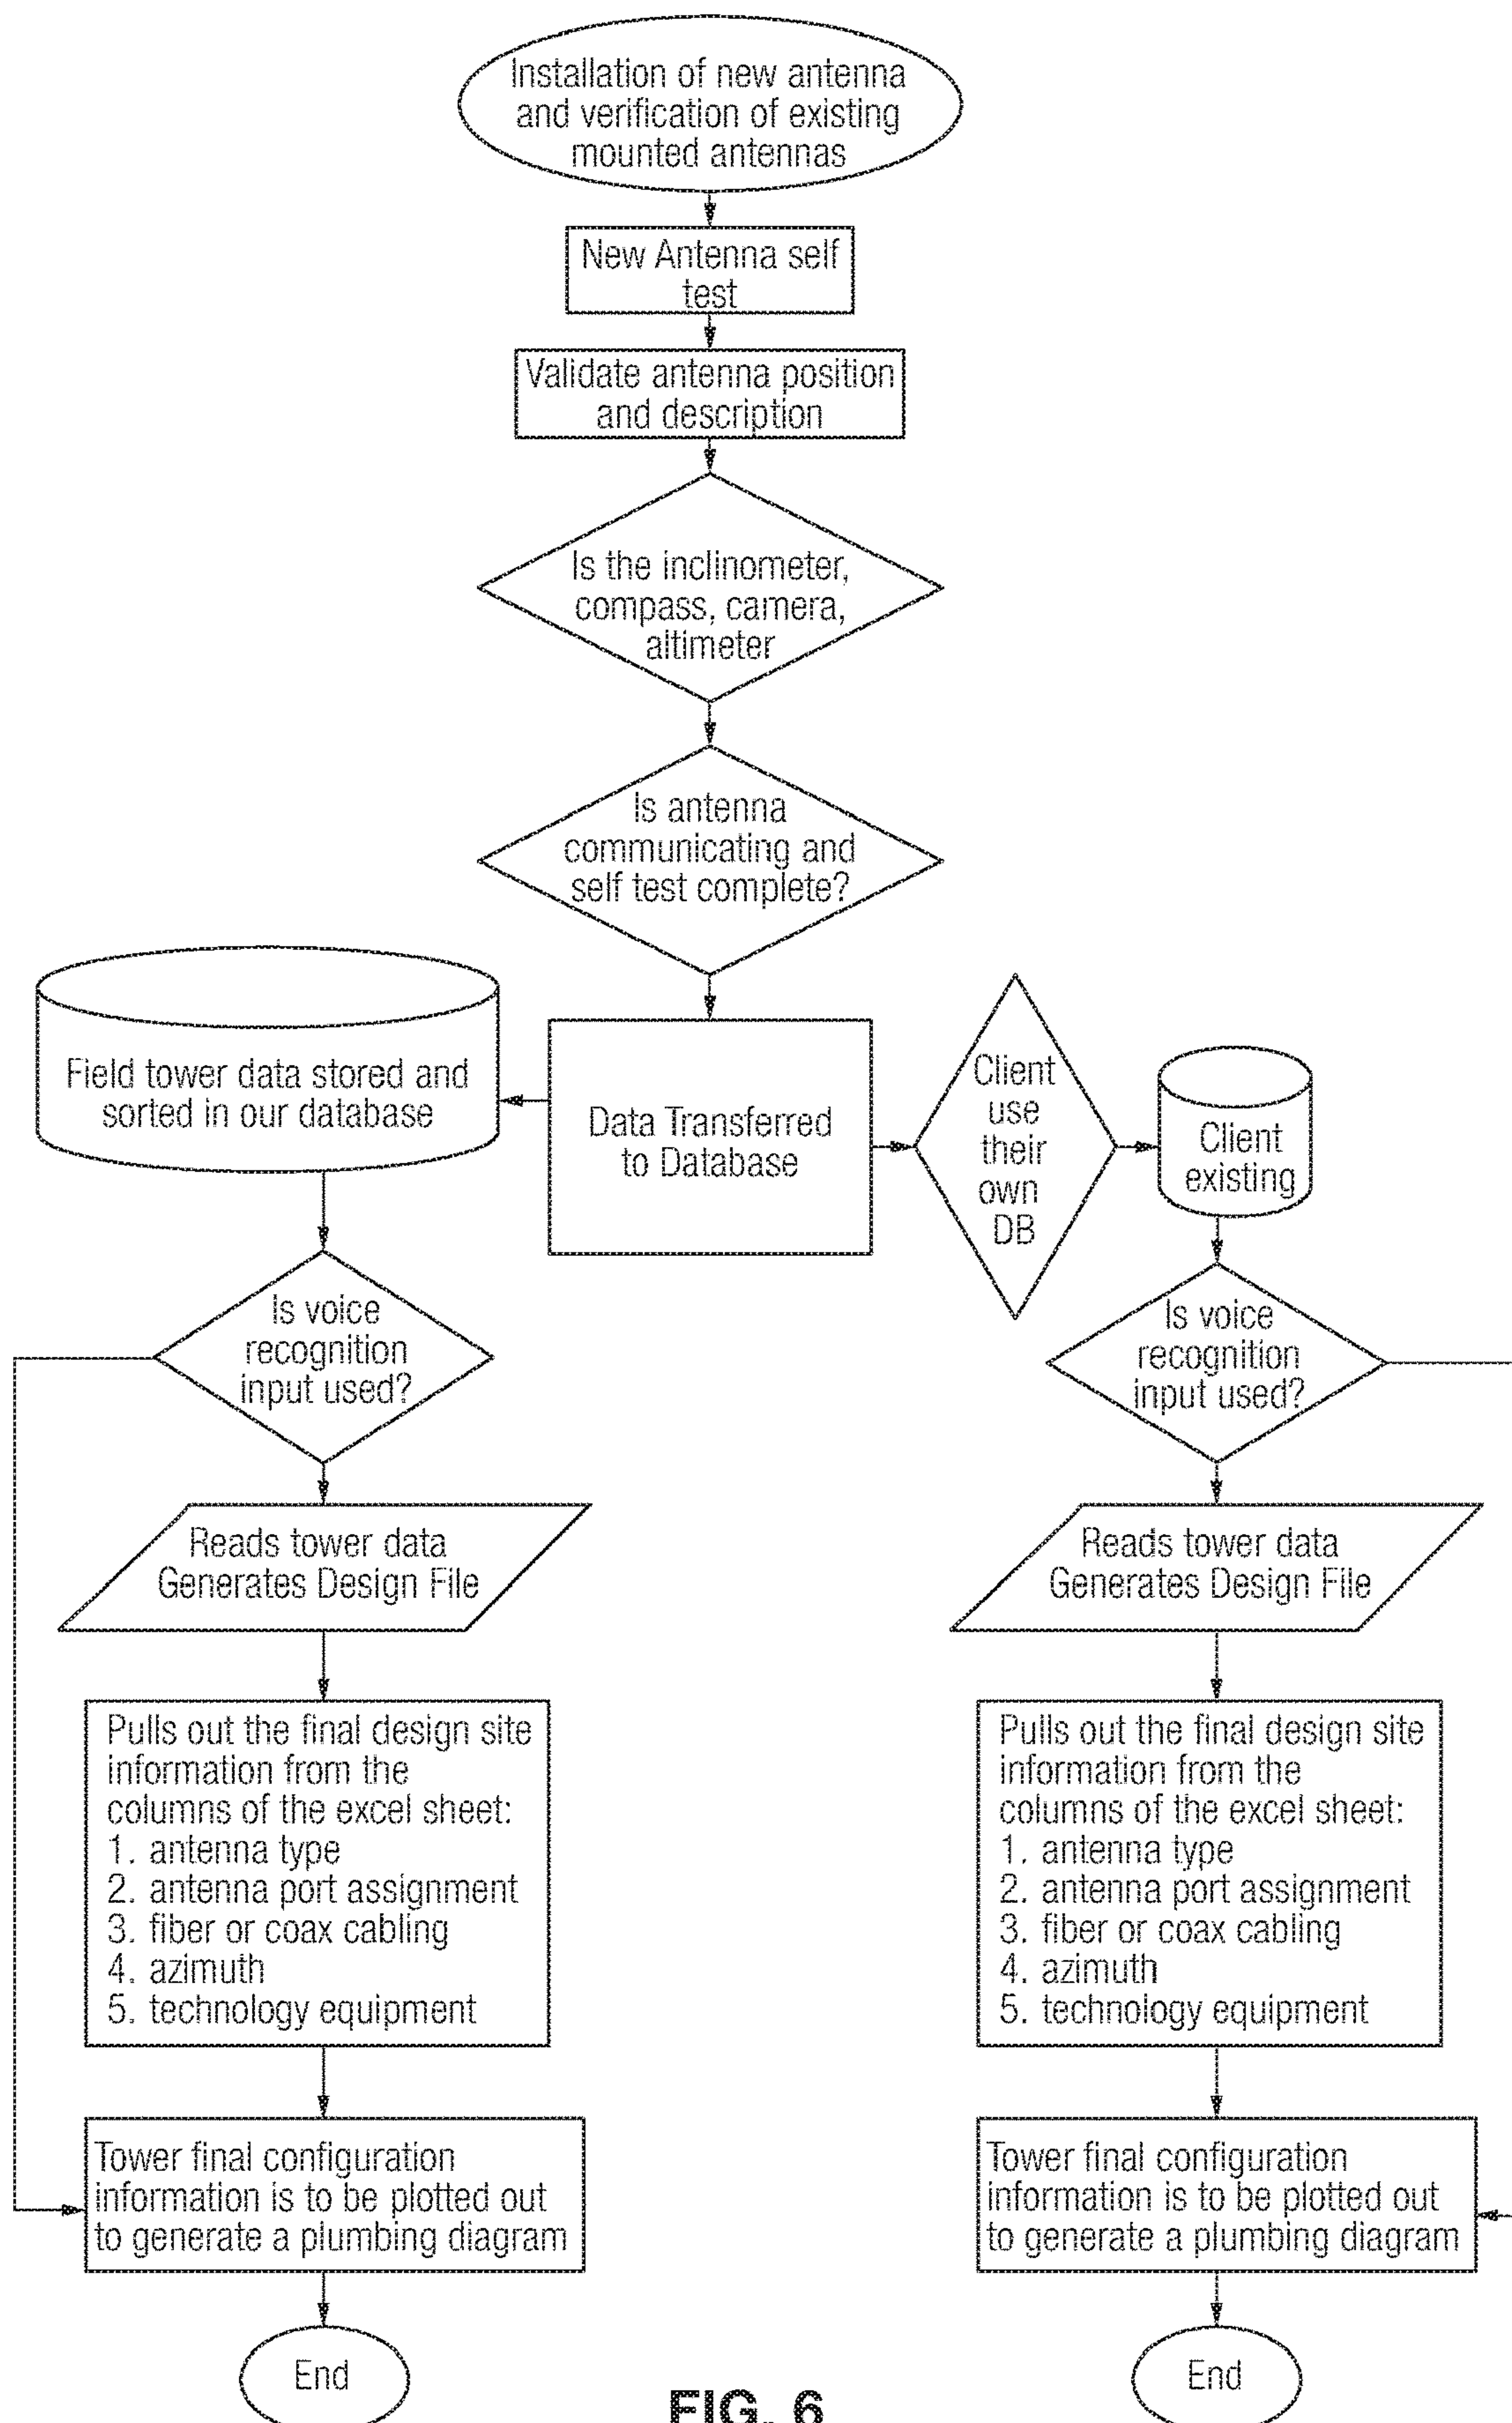 Installation of new antenna
and verification of existing
mounted antennas
New Antenna self
test
Validate antenna position
and description
Is the inclinometer,
compass, camera,
altimeter
Is antenna
communicating and
self test complete?
Field tower data stored and
sorted in our database
Data Transferred
to Database
Client
use
their
own
DB
Client
existing
Is voice
recognition
input used?
Is voice
recognition
input used?
Reads tower data
Generates Design File
Reads tower data
Generates Design File
Pulls out the final design site
information from the
columns of the excel sheet:
1. antenna type
2. antenna port assignment
3. fiber or coax cabling
4. azimuth
5. technology equipment
Pulls out the final design site
information from the
columns of the excel sheet:
1. antenna type
2. antenna port assignment
3. fiber or coax cabling
4. azimuth
5. technology equipment
Tower final configuration
information is to be plotted out
to generate a plumbing diagram
Tower final configuration
information is to be plotted out
to generate a plumbing diagram
End
End
FIG. 6